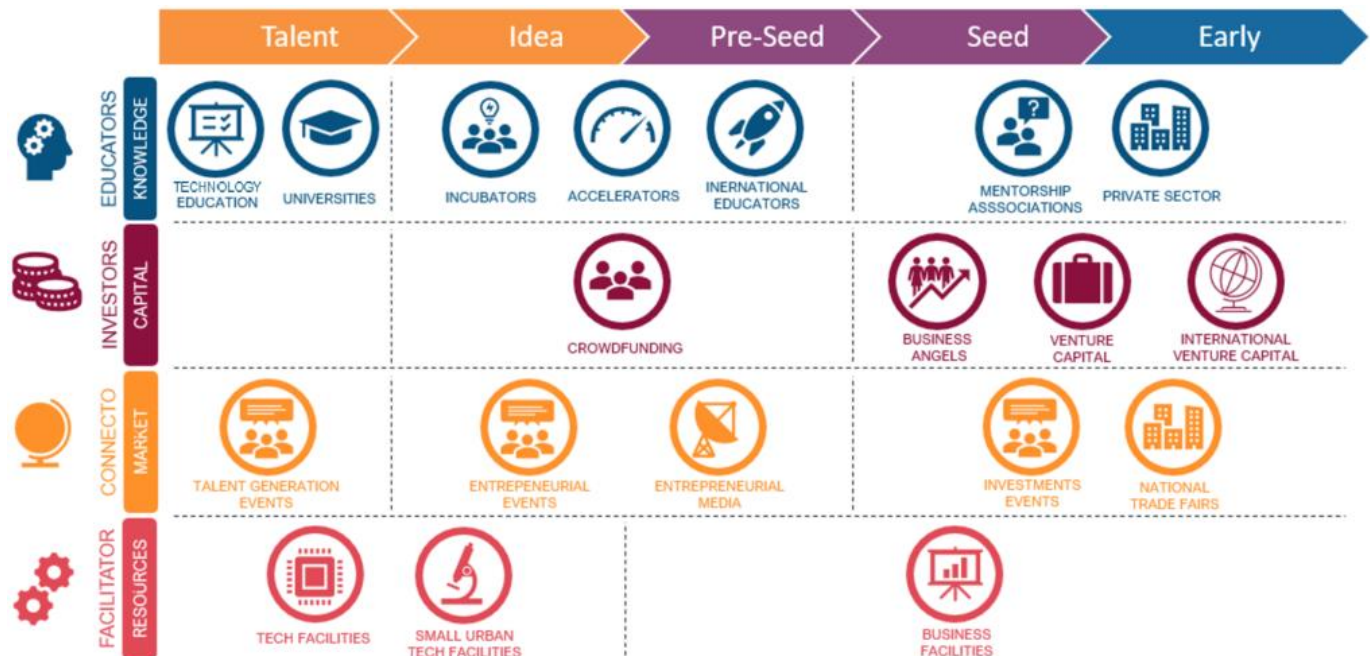 Talent
Idea
Pre-Seed
Seed
Early
EDUCATORS
KNOWLEDGE
TECHNOLOGY
EDUCATION
UNIVERSITIES
INCUBATORS
ACCELERATORS
INERNATIONAL
EDUCATORS
?
MENTORSHIP
ASSSOCIATIONS
PRIVATE SECTOR
INVESTORS
CAPITAL
CROWDFUNDING
BUSINESS
ANGELS
VENTURE
CAPITAL
INTERNATIONAL
VENTURE CAPITAL
CONNECTO
MARKET
TALENT GENERATION
EVENTS
ENTREPENEURIAL
EVENTS
ENTREPRENEURIAL
MEDIA
INVESTMENTS
EVENTS
NATIONAL
TRADE FAIRS
FACILITATOR
RESOURCES
TECH FACILITIES
SMALL URBAN
TECH FACILITIES
BUSINESS
FACILITIES